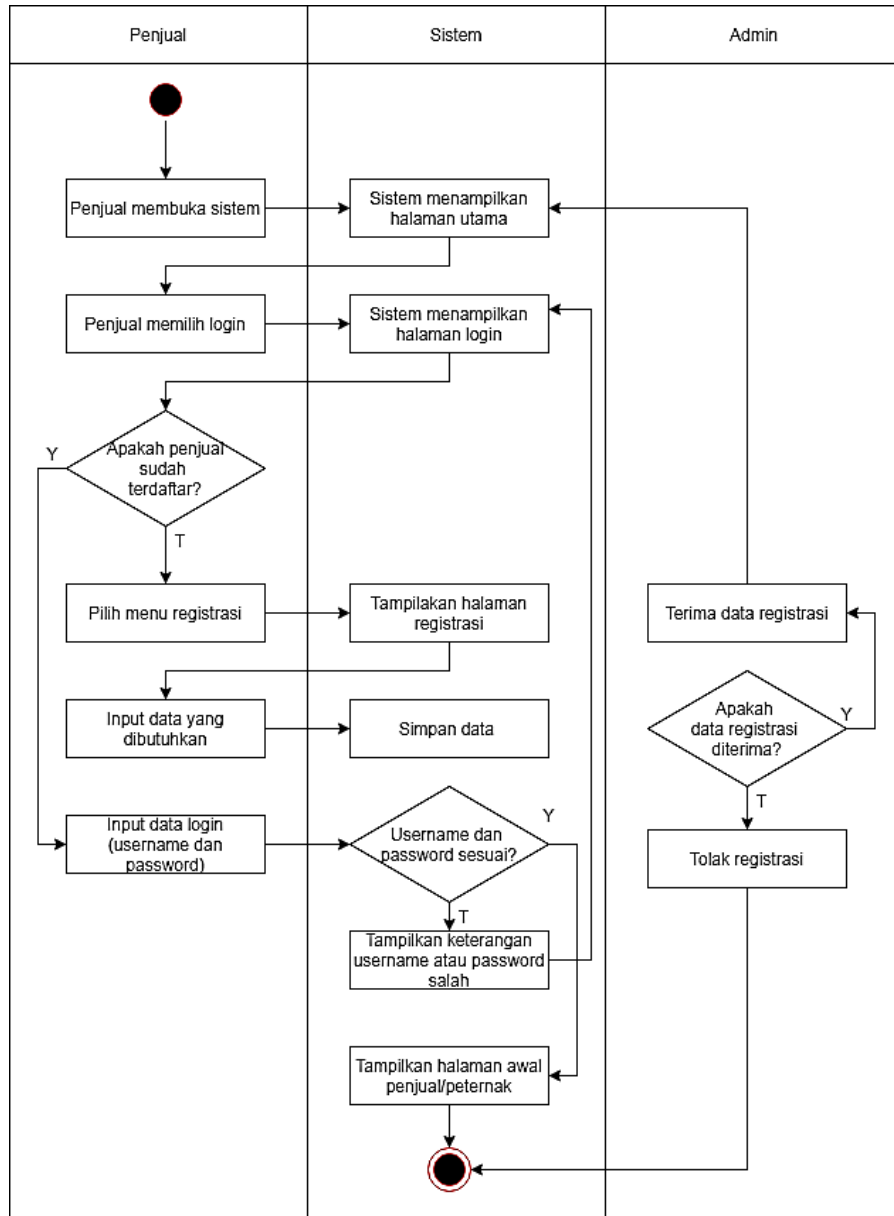 Penjual
Sistem
Admin
Penjual membuka sistem
Sistem menampilkan
halaman utama
Penjual memilih login
Sistem menampilkan
halaman login
Y
Apakah penjual
sudah
terdaftar?
T
Pilih menu registrasi
Tampilakan halaman
registrasi
Terima data registrasi
Input data yang
dibutuhkan
Simpan data
Apakah
data registrasi
diterima?
Y
T
Input data login
(username dan
password)
Username dan
password sesuai?
Y
Tolak registrasi
T
Tampilkan keterangan
username atau password
salah
Tampilkan halaman awal
penjual/peternak